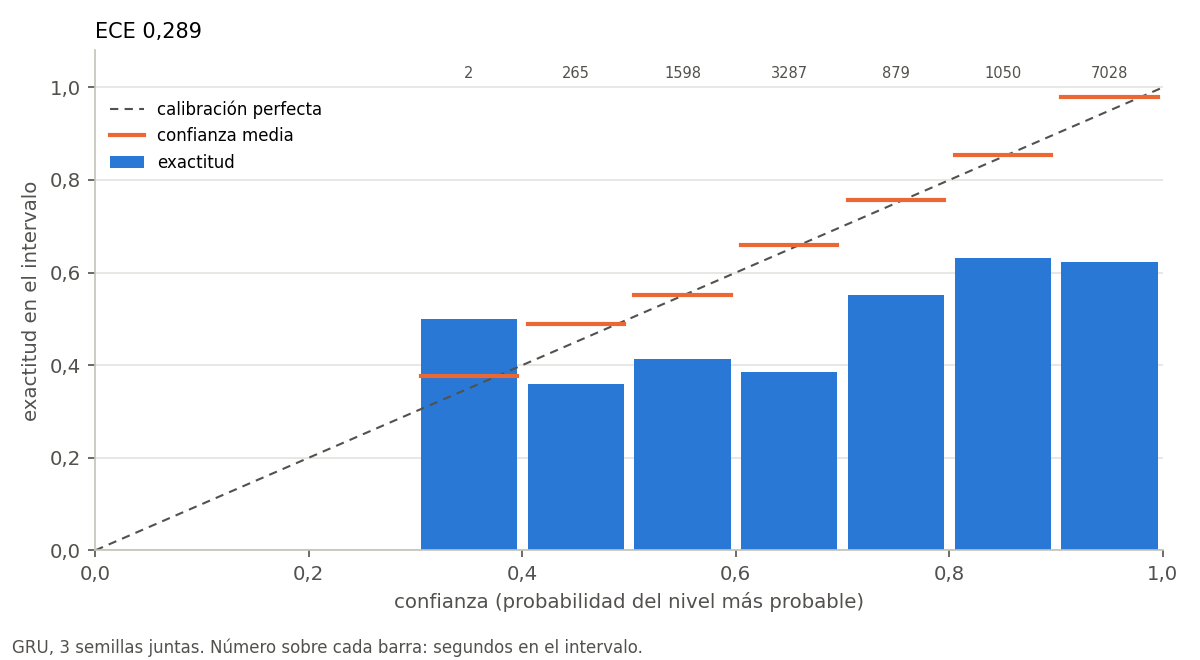 ECE 0,289
2 265 1598 3287 879 1050 7028
calibración perfecta
confianza media
exactitud
exactitud en el intervalo
1,0
0,8
0,6
0,4
0,2
0,0
0,0 0,2 0,4 0,6 0,8 1,0
confianza (probabilidad del nivel más probable)
GRU, 3 semillas juntas. Número sobre cada barra: segundos en el intervalo.